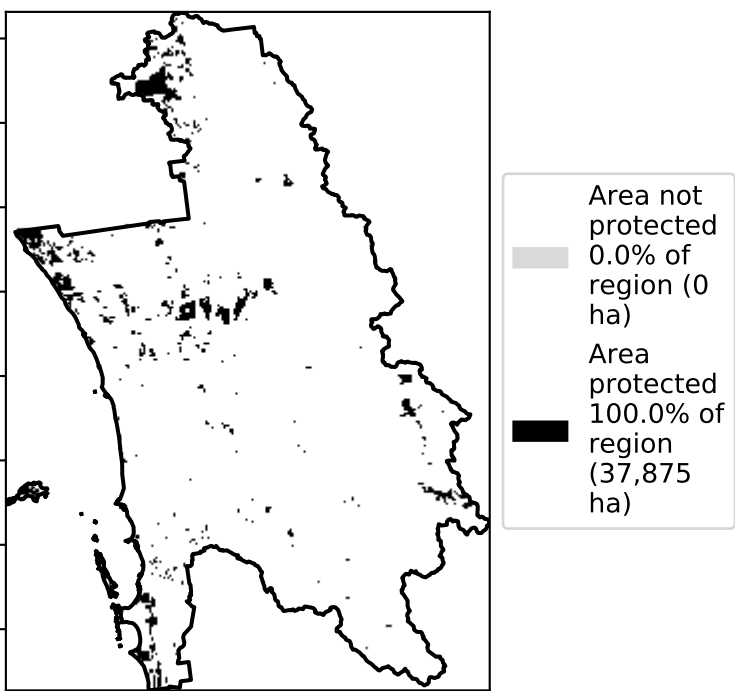 Area not
protected
0.0% of
region (0
ha)
Area
protected
100.0% of
region
(37,875
ha)